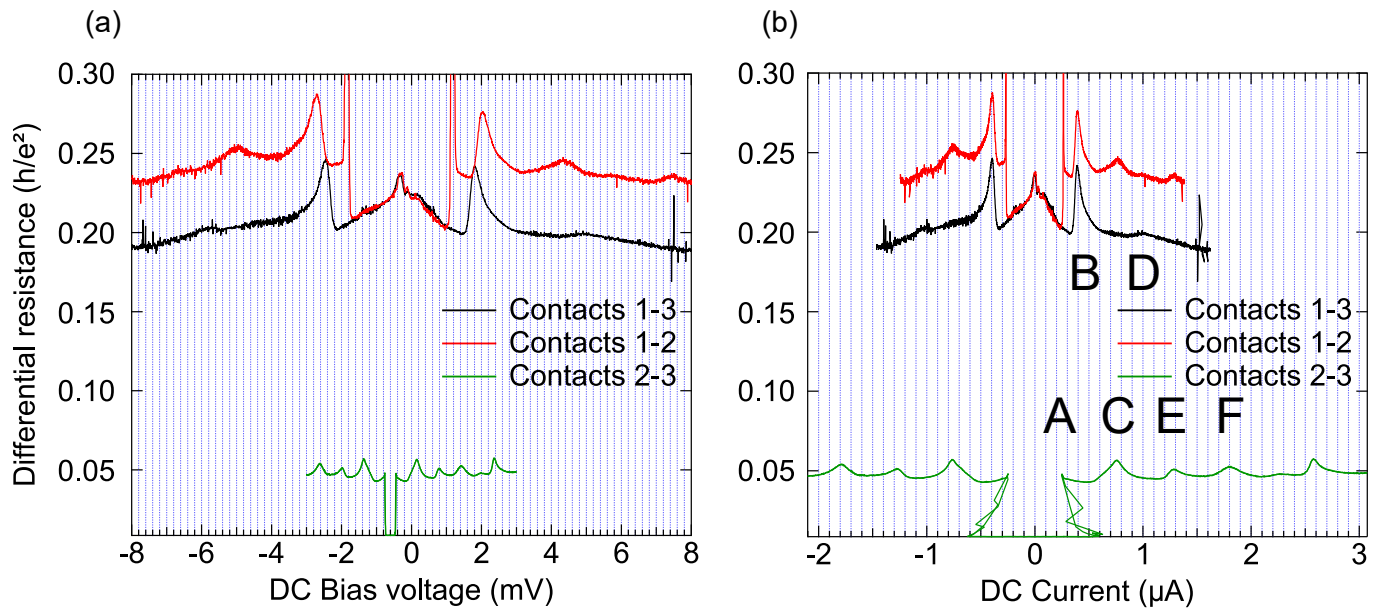 (a)
Differential resistance (h/e²)
0.30
0.25
0.20
0.15
0.10
0.05
Contacts 1-3
Contacts 1-2
Contacts 2-3
-8 -6 -4 -2 0 2 4 6 8
DC Bias voltage (mV)
(b)
0.30
0.25
0.20
0.15
0.10
0.05
B D
Contacts 1-3
Contacts 1-2
Contacts 2-3
A C E F
-2 -1 0 1 2 3
DC Current (µA)